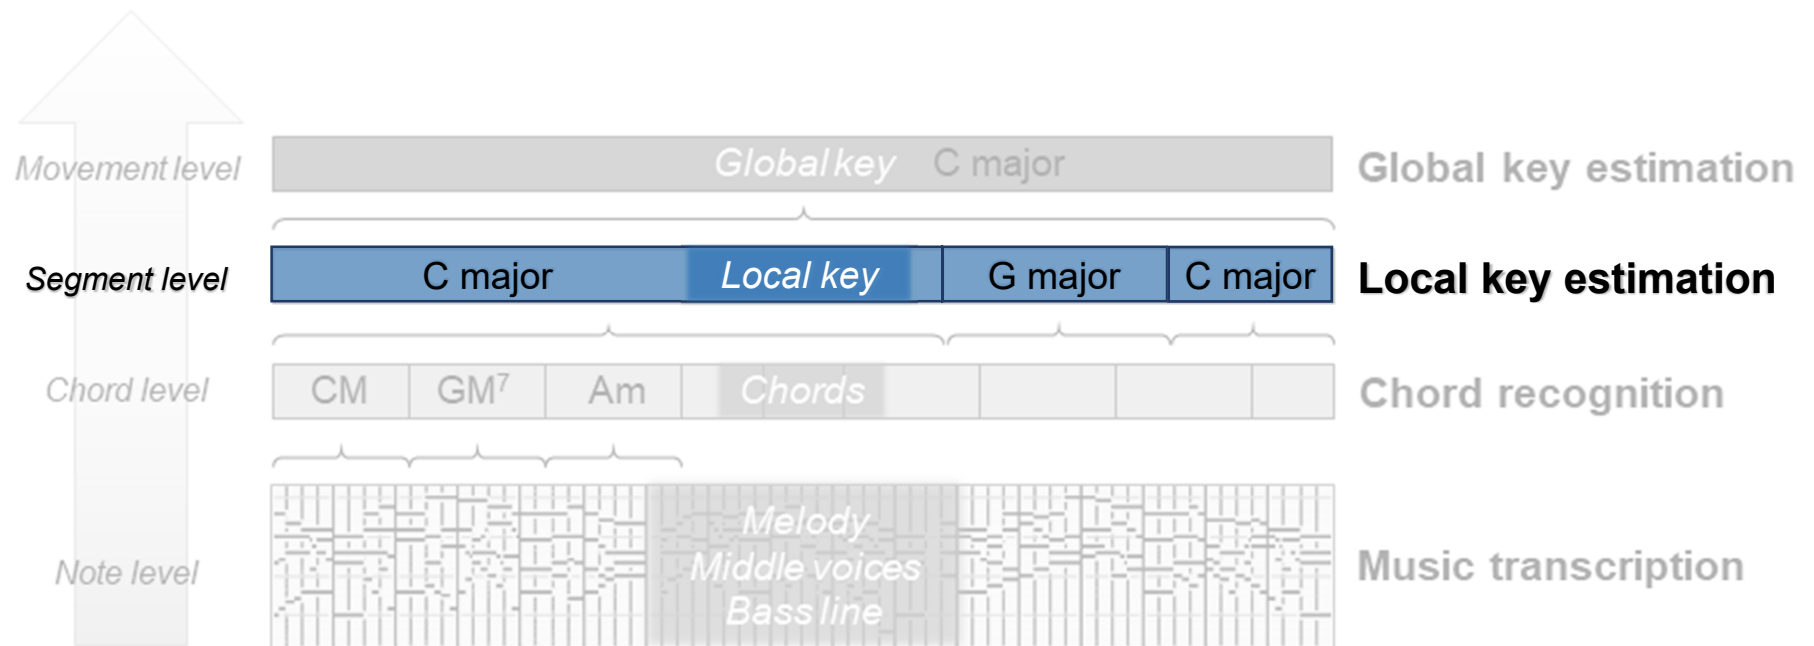 Movement level
Global key C major
Global key estimation
Segment level
C major
Local key
G major
C major
Local key estimation
Chord level
CM
GM⁷
Am
Chords
Chord recognition
Note level
Melody
Middle voices
Bass line
Music transcription